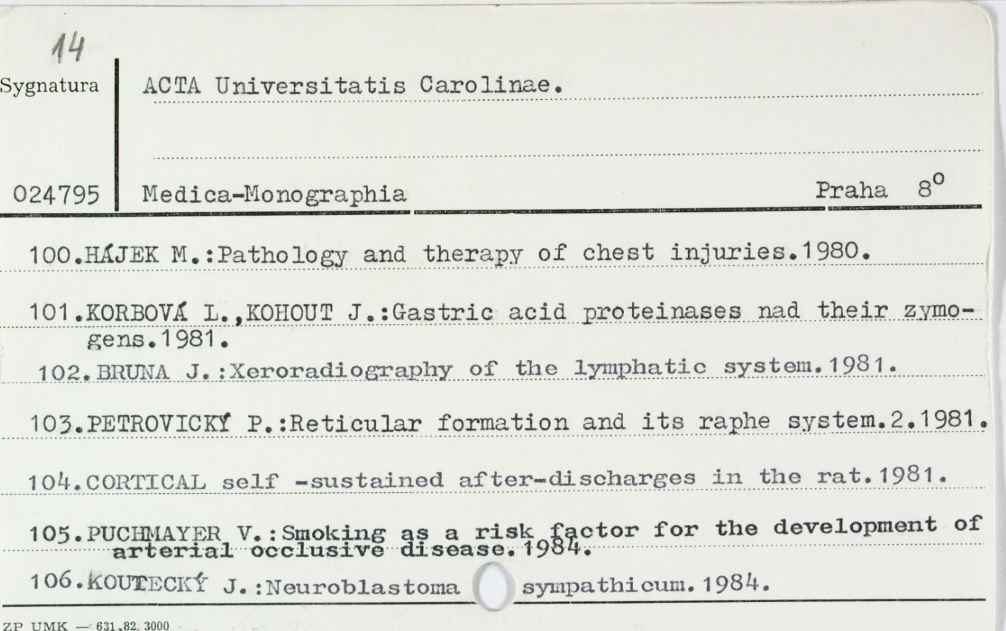 14
Sygnatura
ACTA Universitatis Carolinae.
024795 Medica-Monographia Praha 8º
100.HÁJEK M.:Pathology and therapy of chest injuries.1980.
101.KORBOVÁ L.,KOHOUT J.:Gastric acid proteinases nad their zymo-
gens.1981.
102.BRUNA J.:Xeroradiography of the lymphatic system.1981.
103.PETROVICKÝ P.:Reticular formation and its raphe system.2.1981.
104.CORTICAL self -sustained after-discharges in the rat.1981.
105.PUCHMAYER V.:Smoking as a risk factor for the development of
arterial occlusive disease.1984.
106.KOUTECKÝ J.:Neuroblastoma sympathicum.1984.
ZP UMK — 631.82. 3000